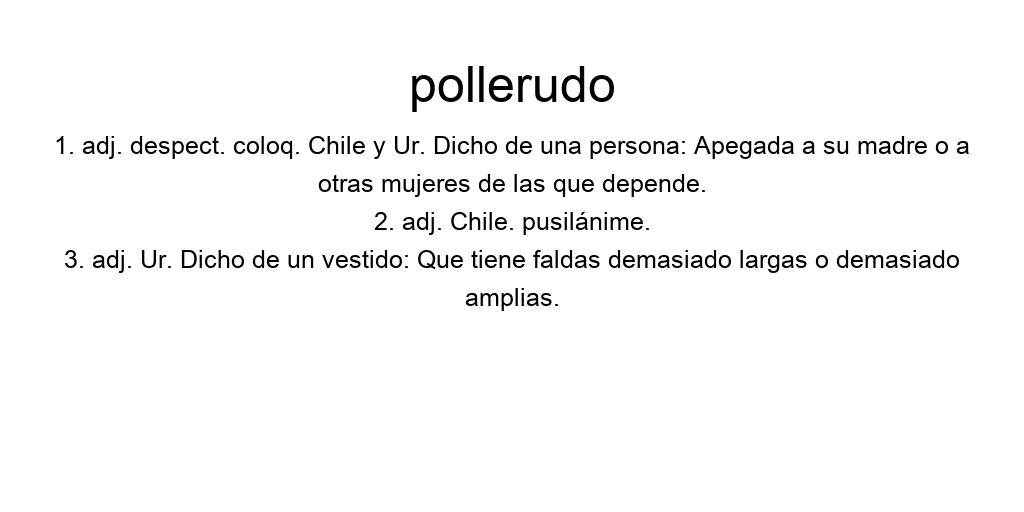 pollerudo
1. adj. despect. coloq. Chile y Ur. Dicho de una persona: Apegada a su madre o a
otras mujeres de las que depende.
2. adj. Chile. pusilánime.
3. adj. Ur. Dicho de un vestido: Que tiene faldas demasiado largas o demasiado
amplias.